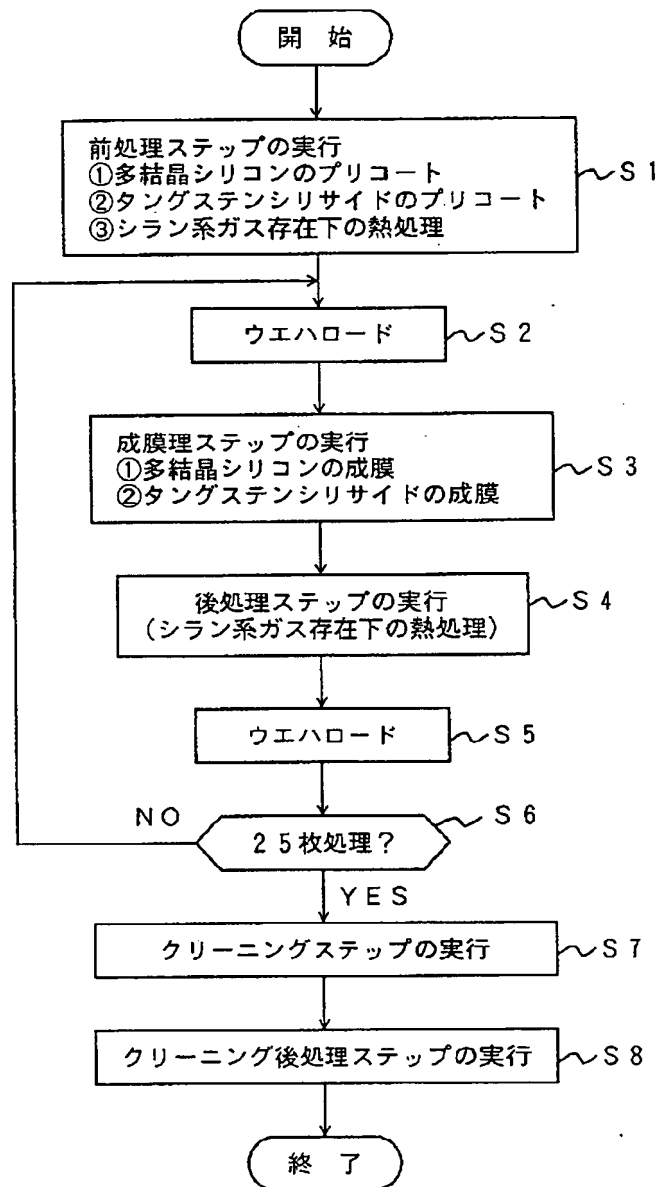 開 始
前処理ステップの実行
①多結晶シリコンのプリコート
②タングステンシリサイドのプリコート
③シラン系ガス存在下の熱処理
S1
ウエハロード
S2
成膜理ステップの実行
①多結晶シリコンの成膜
②タングステンシリサイドの成膜
S3
後処理ステップの実行
(シラン系ガス存在下の熱処理)
S4
ウエハロード
S5
NO
25枚処理?
S6
YES
クリーニングステップの実行
S7
クリーニング後処理ステップの実行
S8
終 了